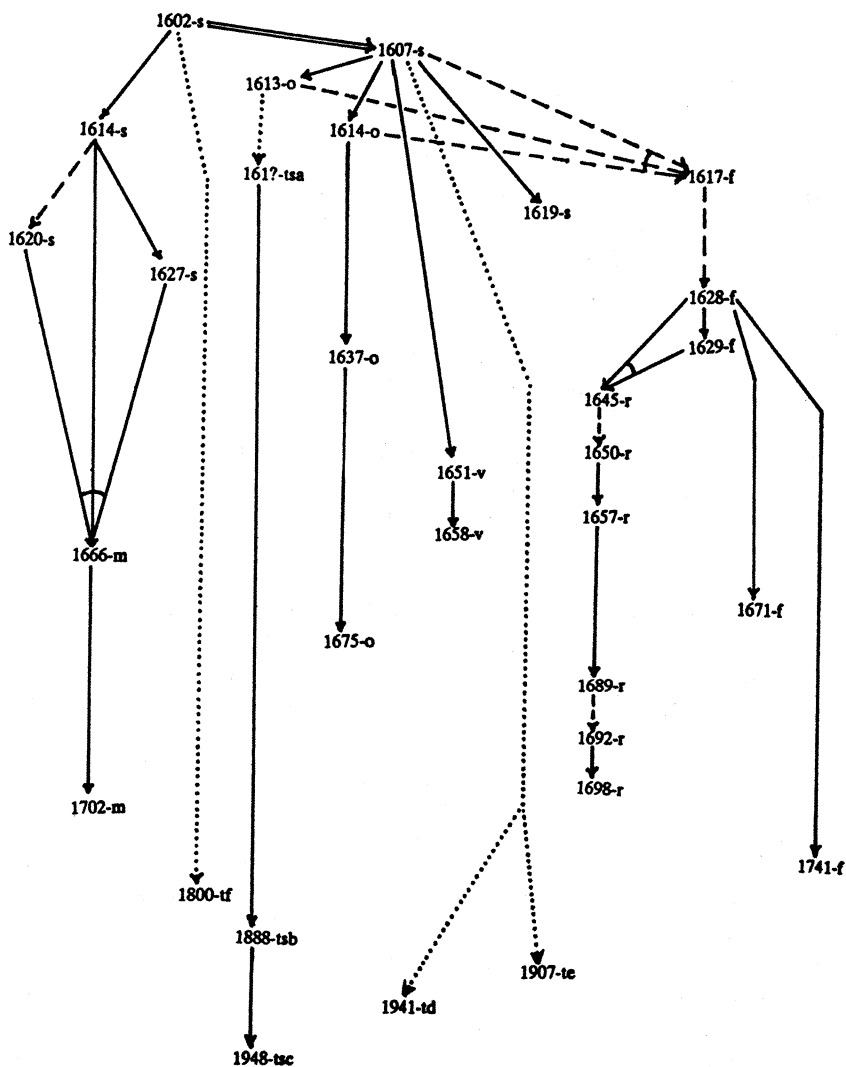 1602-s
1607-s
1613-o
1614-s
1614-o
161?-tsa
1617-f
1619-s
1620-s
1627-s
1628-f
1629-f
1637-o
1645-r
1650-r
1651-v
1657-r
1658-v
1666-m
1671-f
1675-o
1689-r
1692-r
1698-r
1702-m
1741-f
1800-tf
1888-tsb
1907-te
1941-td
1948-tsc